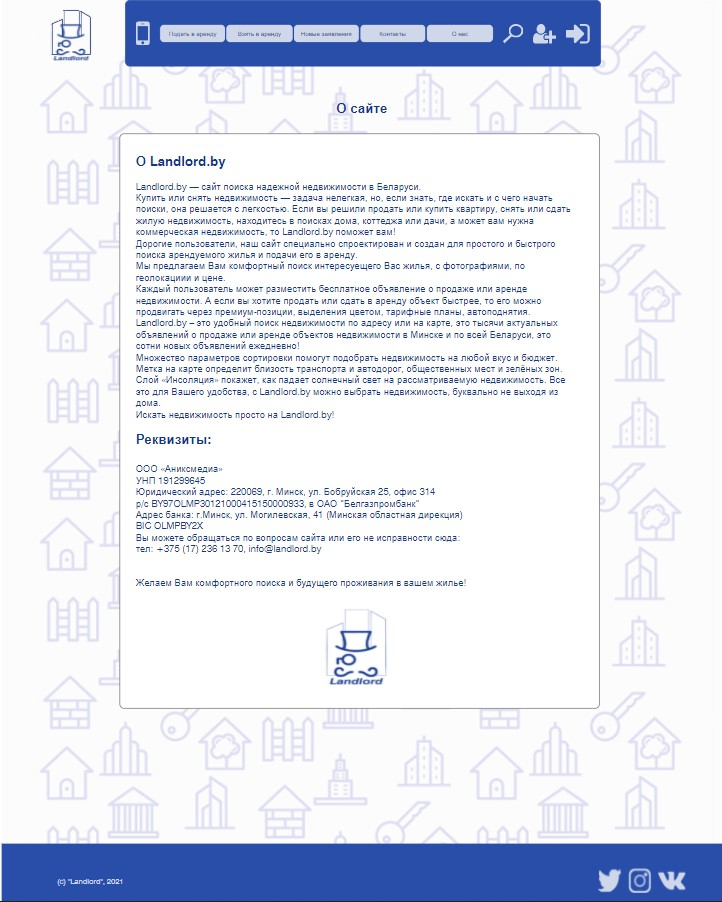 Landlord
Подать в аренду
Взять в аренду
Новые заявления
Контакты
О нас
О сайте
О Landlord.by
Landlord.by — сайт поиска надежной недвижимости в Беларуси.
Купить или снять недвижимость — задача нелегкая, но, если знать, где искать и с чего начать
поиски, она решается с легкостью. Если вы решили продать или купить квартиру, снять или сдать
жилую недвижимость, находитесь в поисках дома, коттеджа или дачи, а может вам нужна
коммерческая недвижимость, то Landlord.by поможет вам!
Дорогие пользователи, наш сайт специально спроектирован и создан для простого и быстрого
поиска арендуемого жилья и подачи его в аренду.
Мы предлагаем Вам комфортный поиск интересуещего Вас жилья, с фотографиями, по
геолокациии и цене.
Каждый пользователь может разместить бесплатное объявление о продаже или аренде
недвижимости. А если вы хотите продать или сдать в аренду объект быстрее, то его можно
продвигать через премиум-позиции, выделения цветом, тарифные планы, автоподнятия.
Landlord.by – это удобный поиск недвижимости по адресу или на карте, это тысячи актуальных
объявлений о продаже или аренде объектов недвижимости в Минске и по всей Беларуси, это
сотни новых объявлений ежедневно!
Множество параметров сортировки помогут подобрать недвижимость на любой вкус и бюджет.
Метка на карте определит близость транспорта и автодорог, общественных мест и зелёных зон.
Слой «Инсоляция» покажет, как падает солнечный свет на рассматриваемую недвижимость. Все
это для Вашего удобства, с Landlord.by можно выбрать недвижимость, буквально не выходя из
дома.
Искать недвижимость просто на Landlord.by!
Реквизиты:
ООО «Аниксмедиа»
УНП 191299645
Юридический адрес: 220069, г. Минск, ул. Бобруйская 25, офис 314
р/с BY97OLMP30121000415150000933, в ОАО "Белгазпромбанк"
Адрес банка: г.Минск, ул. Могилевская, 41 (Минская областная дирекция)
BIC OLMPBY2X
Вы можете обращаться по вопросам сайта или его не исправности сюда:
тел: +375 (17) 236 13 70, info@landlord.by
Желаем Вам комфортного поиска и будущего проживания в вашем жилье!
Landlord
(c) "Landlord", 2021